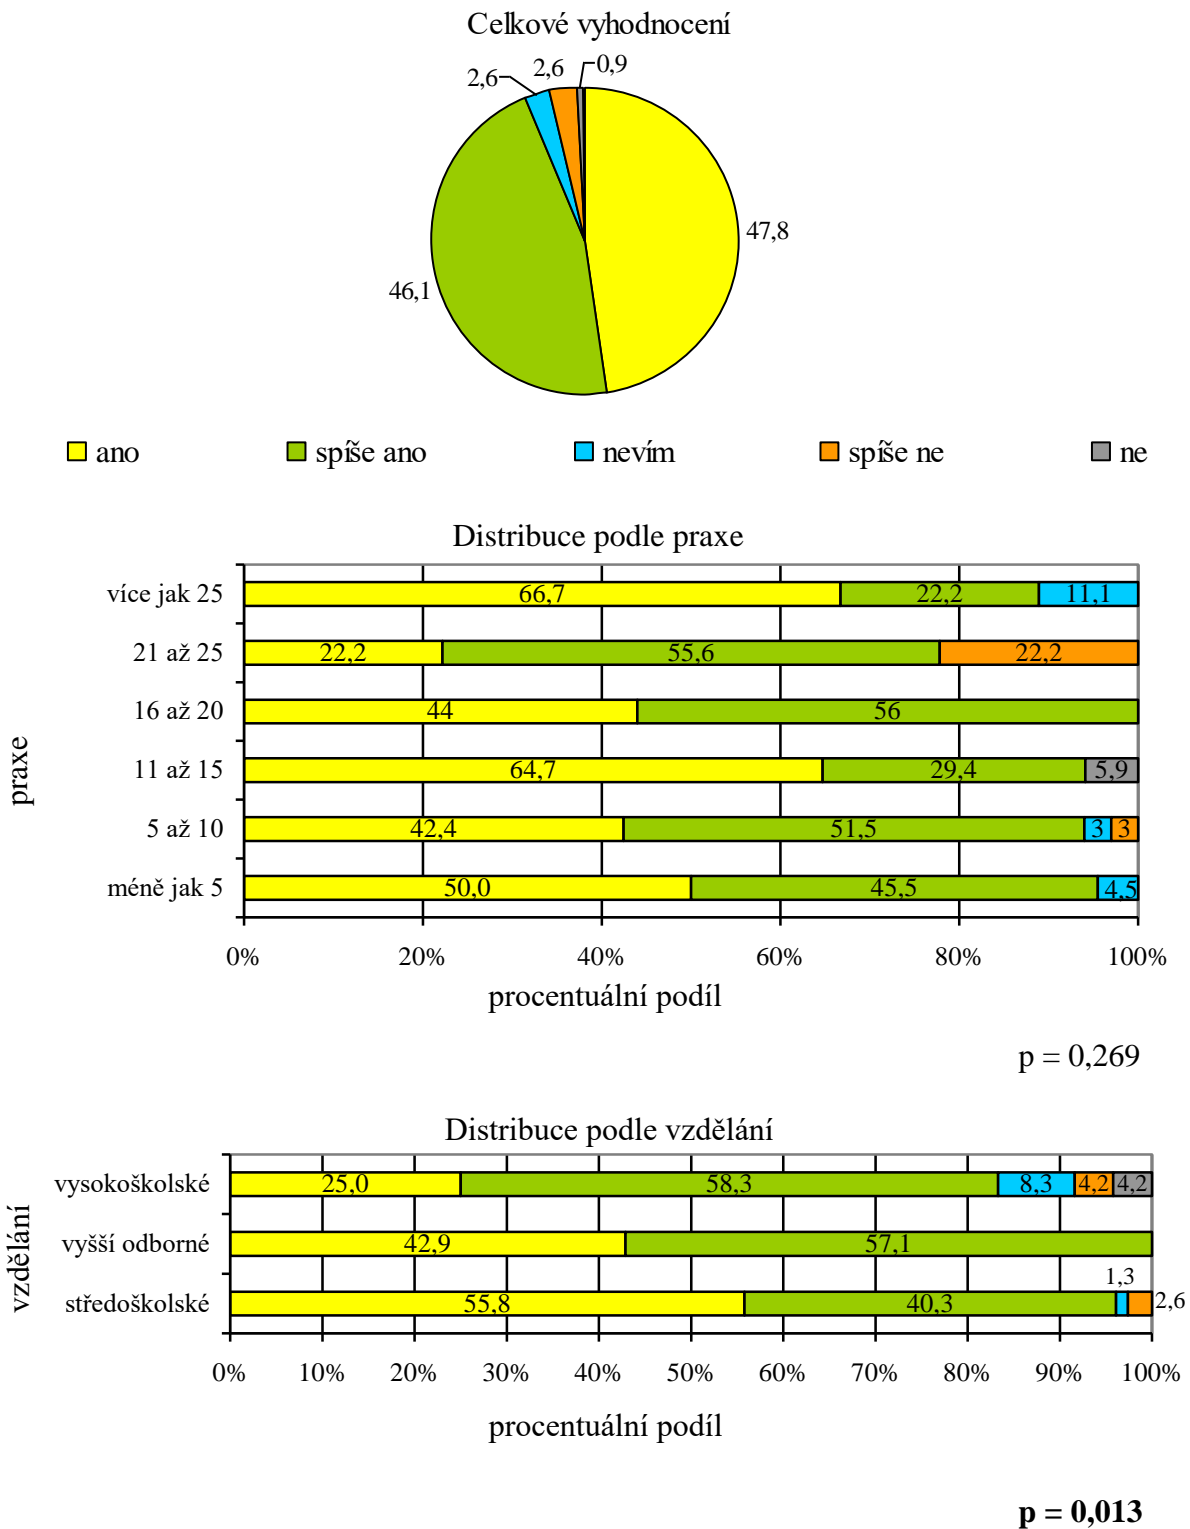 Celkové vyhodnocení
2,6 2,6 0,9
47,8
46,1
ano spíše ano nevím spíše ne ne
Distribuce podle praxe
praxe
více jak 25 66,7 22,2 11,1
21 až 25 22,2 55,6 22,2
16 až 20 44 56
11 až 15 64,7 29,4 5,9
5 až 10 42,4 51,5 3 3
méně jak 5 50,0 45,5 4,5
0% 20% 40% 60% 80% 100%
procentuální podíl
p = 0,269
Distribuce podle vzdělání
vzdělání
vysokoškolské 25,0 58,3 8,3 4,2 4,2
vyšší odborné 42,9 57,1
1,3
středoškolské 55,8 40,3 2,6
0% 10% 20% 30% 40% 50% 60% 70% 80% 90% 100%
procentuální podíl
p = 0,013